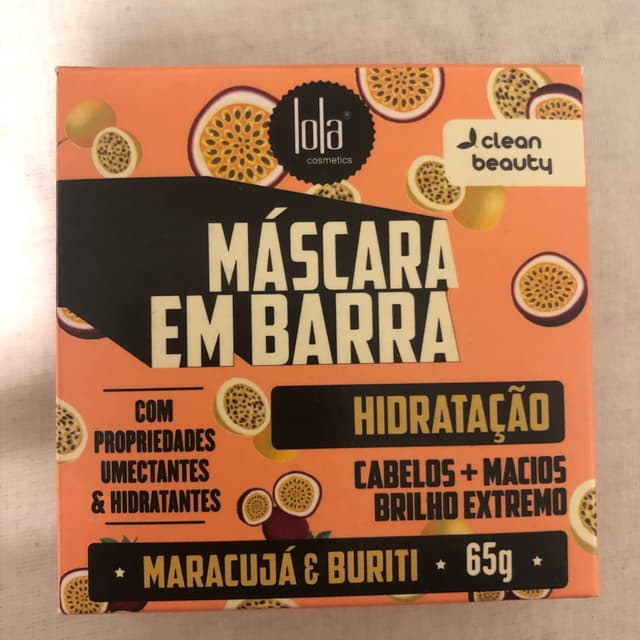 lola®
cosmetics
clean
beauty
MÁSCARA
EM BARRA
HIDRATAÇÃO
COM
PROPRIEDADES
UMECTANTES
& HIDRATANTES
CABELOS + MACIOS
BRILHO EXTREMO
★ MARACUJÁ & BURITI ★ 65g ★